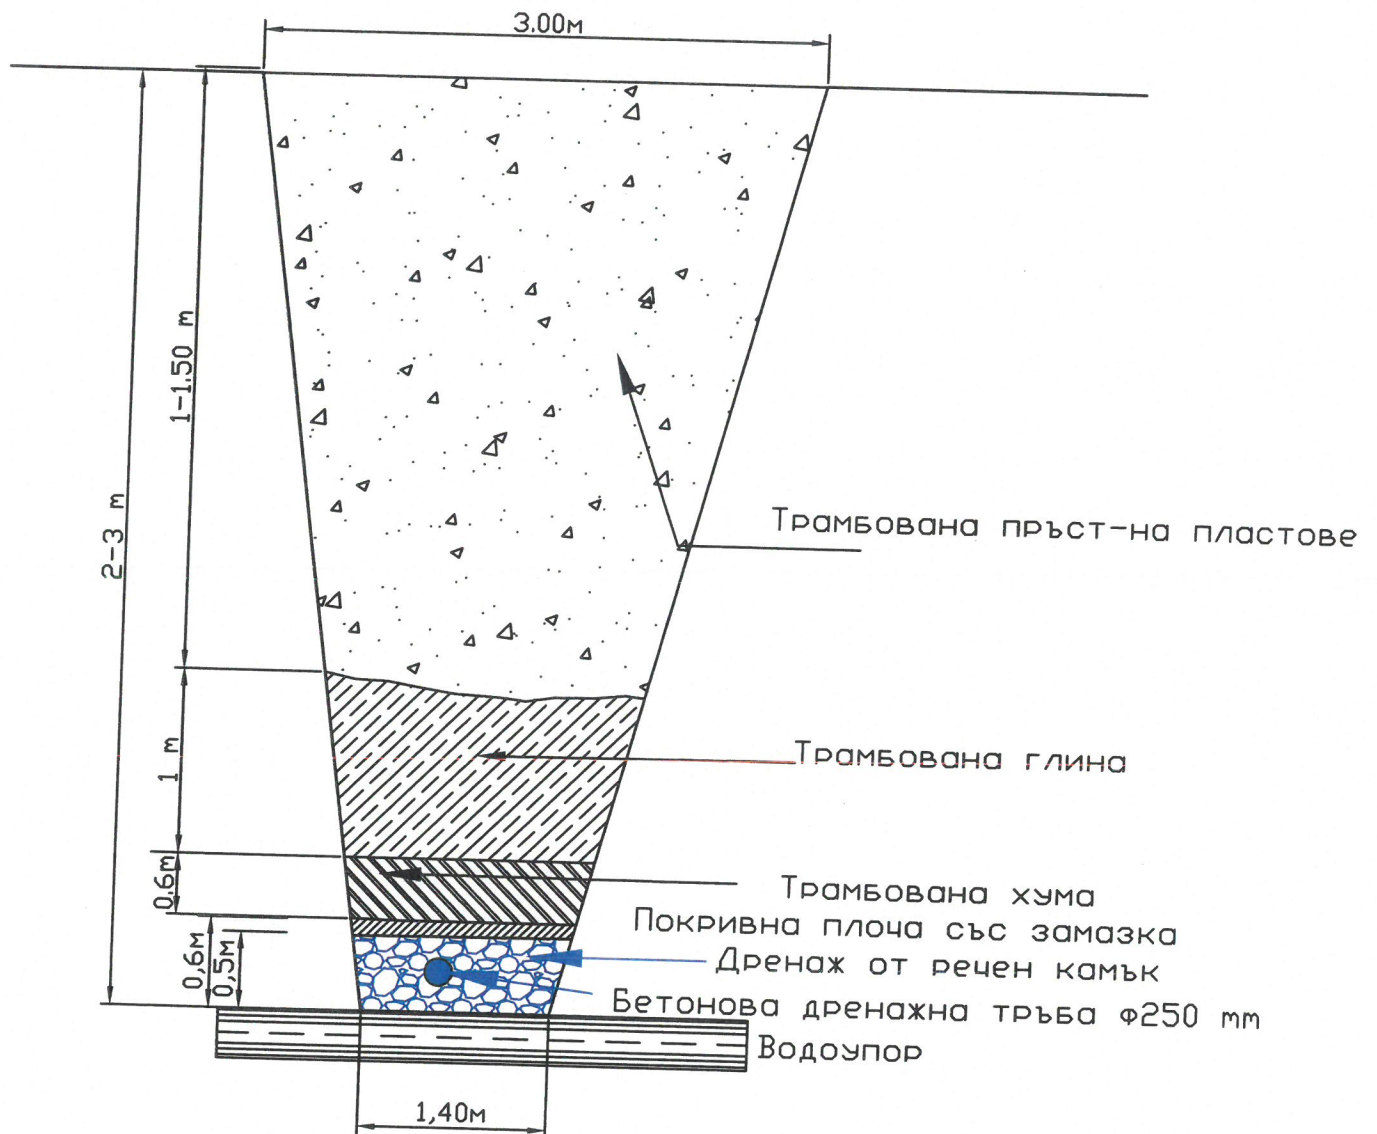 3.00м
1-1.50 m
2-3 m
Трамбована пръст-на пластове
1 m
Трамбована глина
0.6m
Трамбована хума
Покривна плоча със замазка
0,6м
0,5м
Дренаж от речен камък
Бетонова дренажна тръба Ф250 mm
Водоупор
1,40м